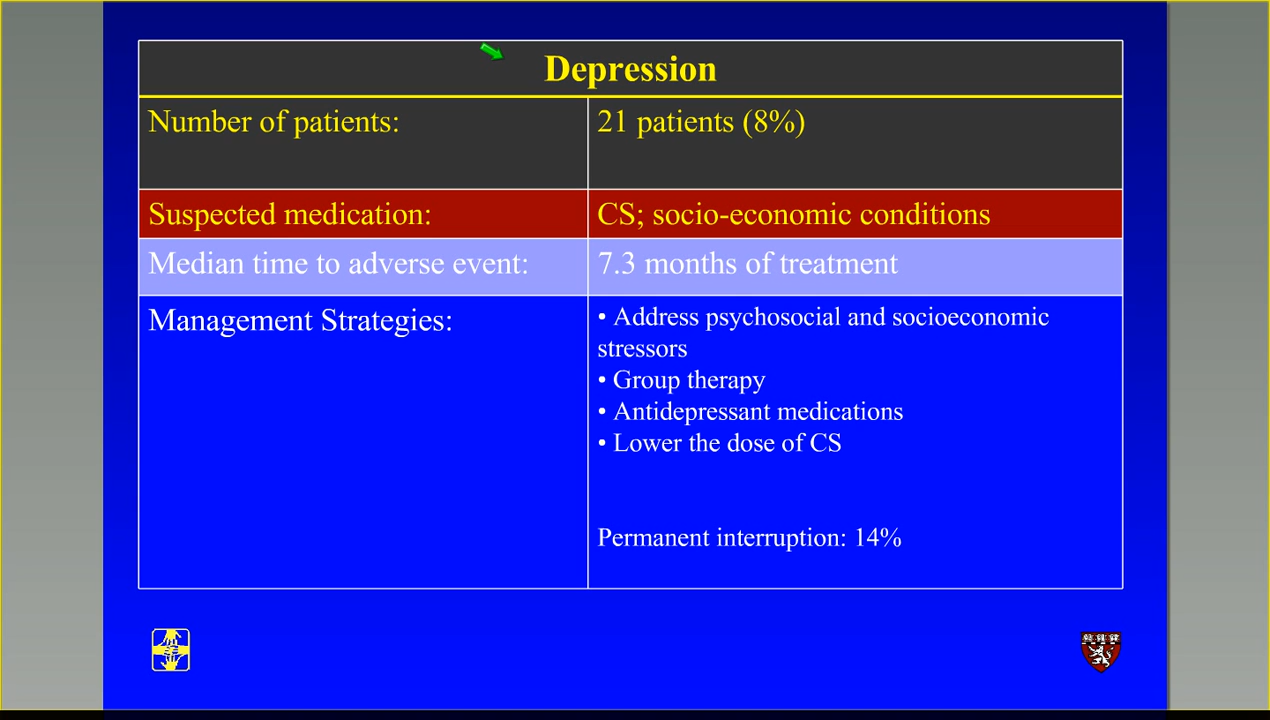 Depression
Number of patients:
21 patients (8%)
Suspected medication:
CS; socio-economic conditions
Median time to adverse event:
7.3 months of treatment
Management Strategies:
• Address psychosocial and socioeconomic
stressors
• Group therapy
• Antidepressant medications
• Lower the dose of CS
Permanent interruption: 14%